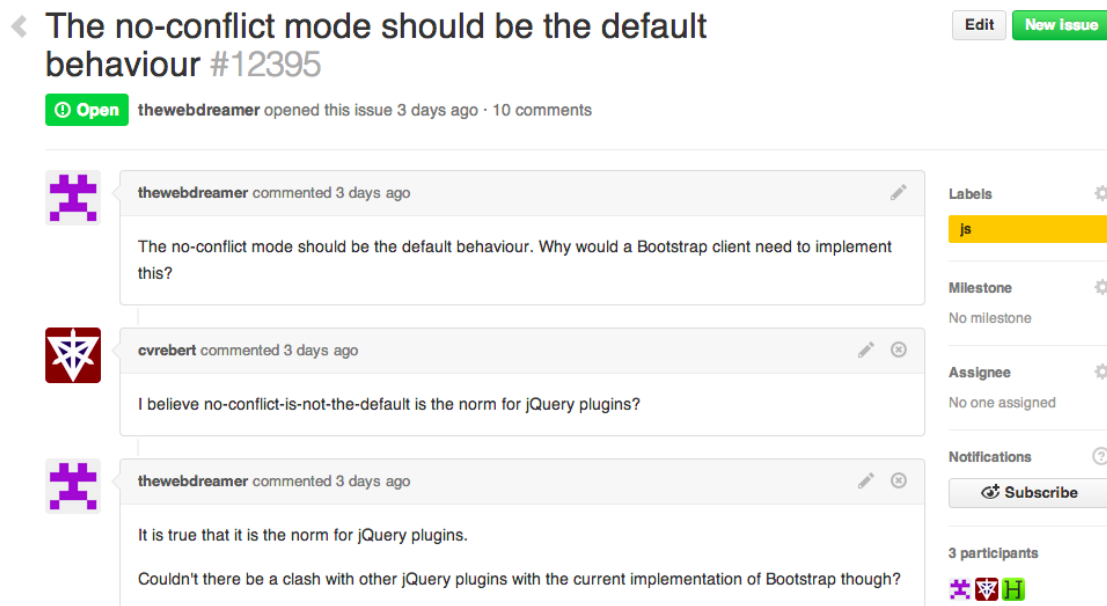 The no-conflict mode should be the default
behaviour #12395
Edit
New issue
Open
thewebdreamer opened this issue 3 days ago · 10 comments
thewebdreamer commented 3 days ago
The no-conflict mode should be the default behaviour. Why would a Bootstrap client need to implement
this?
cvrebert commented 3 days ago
I believe no-conflict-is-not-the-default is the norm for jQuery plugins?
thewebdreamer commented 3 days ago
It is true that it is the norm for jQuery plugins.
Couldn't there be a clash with other jQuery plugins with the current implementation of Bootstrap though?
Labels
js
Milestone
No milestone
Assignee
No one assigned
Notifications
Subscribe
3 participants